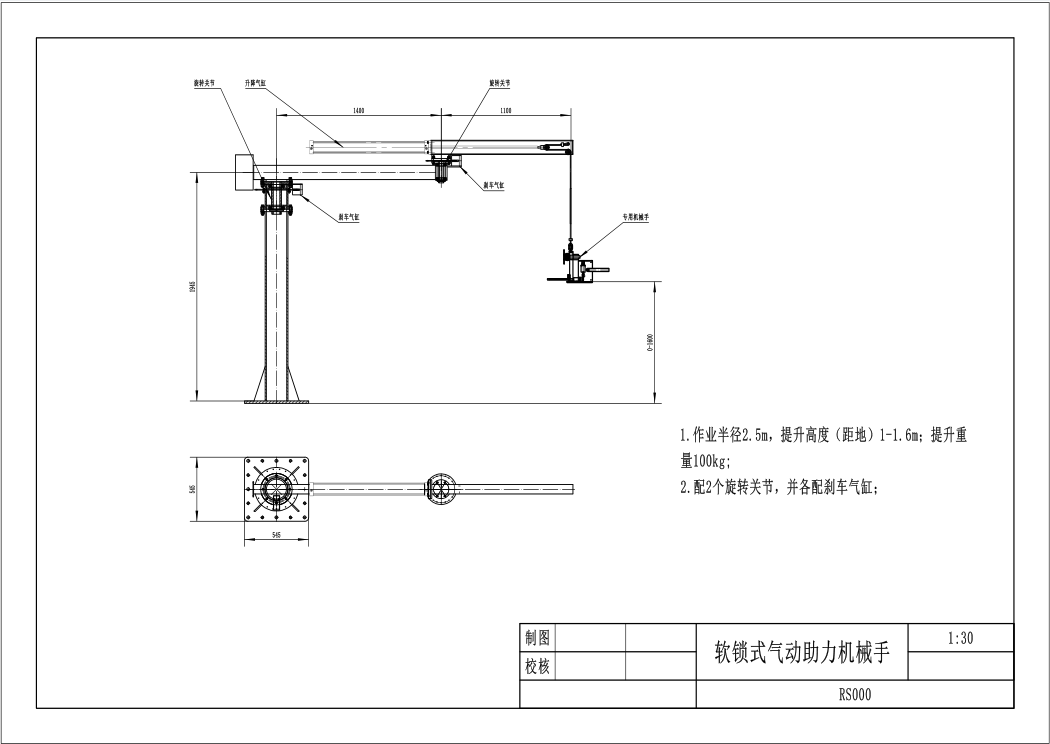 旋转关节
升降气缸
旋转关节
1400
1100
刹车气缸
刹车气缸
专用机械手
1945
0-1600
1.作业半径2.5m，提升高度（距地）1-1.6m；提升重
量100kg;
2.配2个旋转关节，并各配刹车气缸；
545
545
制图
校核
软锁式气动助力机械手
1:30
RS000